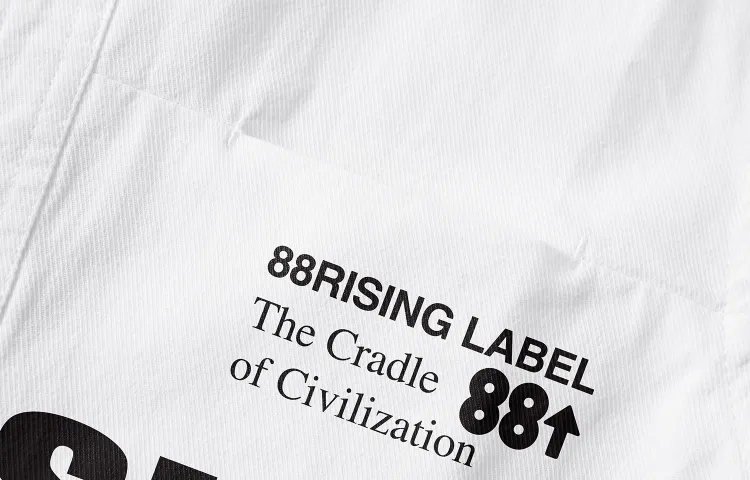 88RISING LABEL
The Cradle
of Civilization
88↑